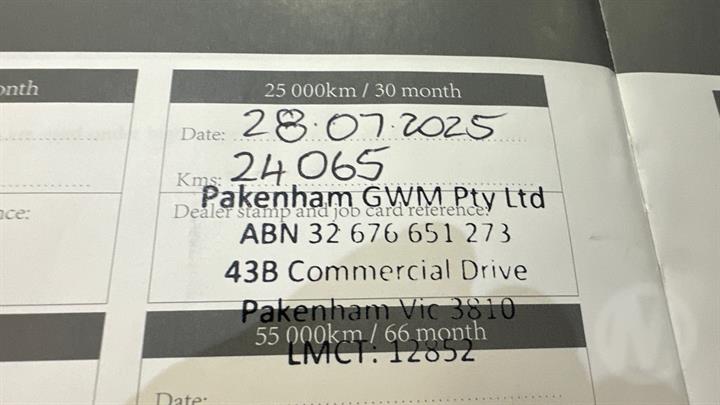 onth
25 000km / 30 month
Date: 28.07.2025
Kms: 24065
Pakenham GWM Pty Ltd
nce:
Dealer stamp and job card reference:
ABN 32 676 651 273
43B Commercial Drive
Pakenham Vic 3810
55 000km / 66 month
LMCT: 12852
Date: